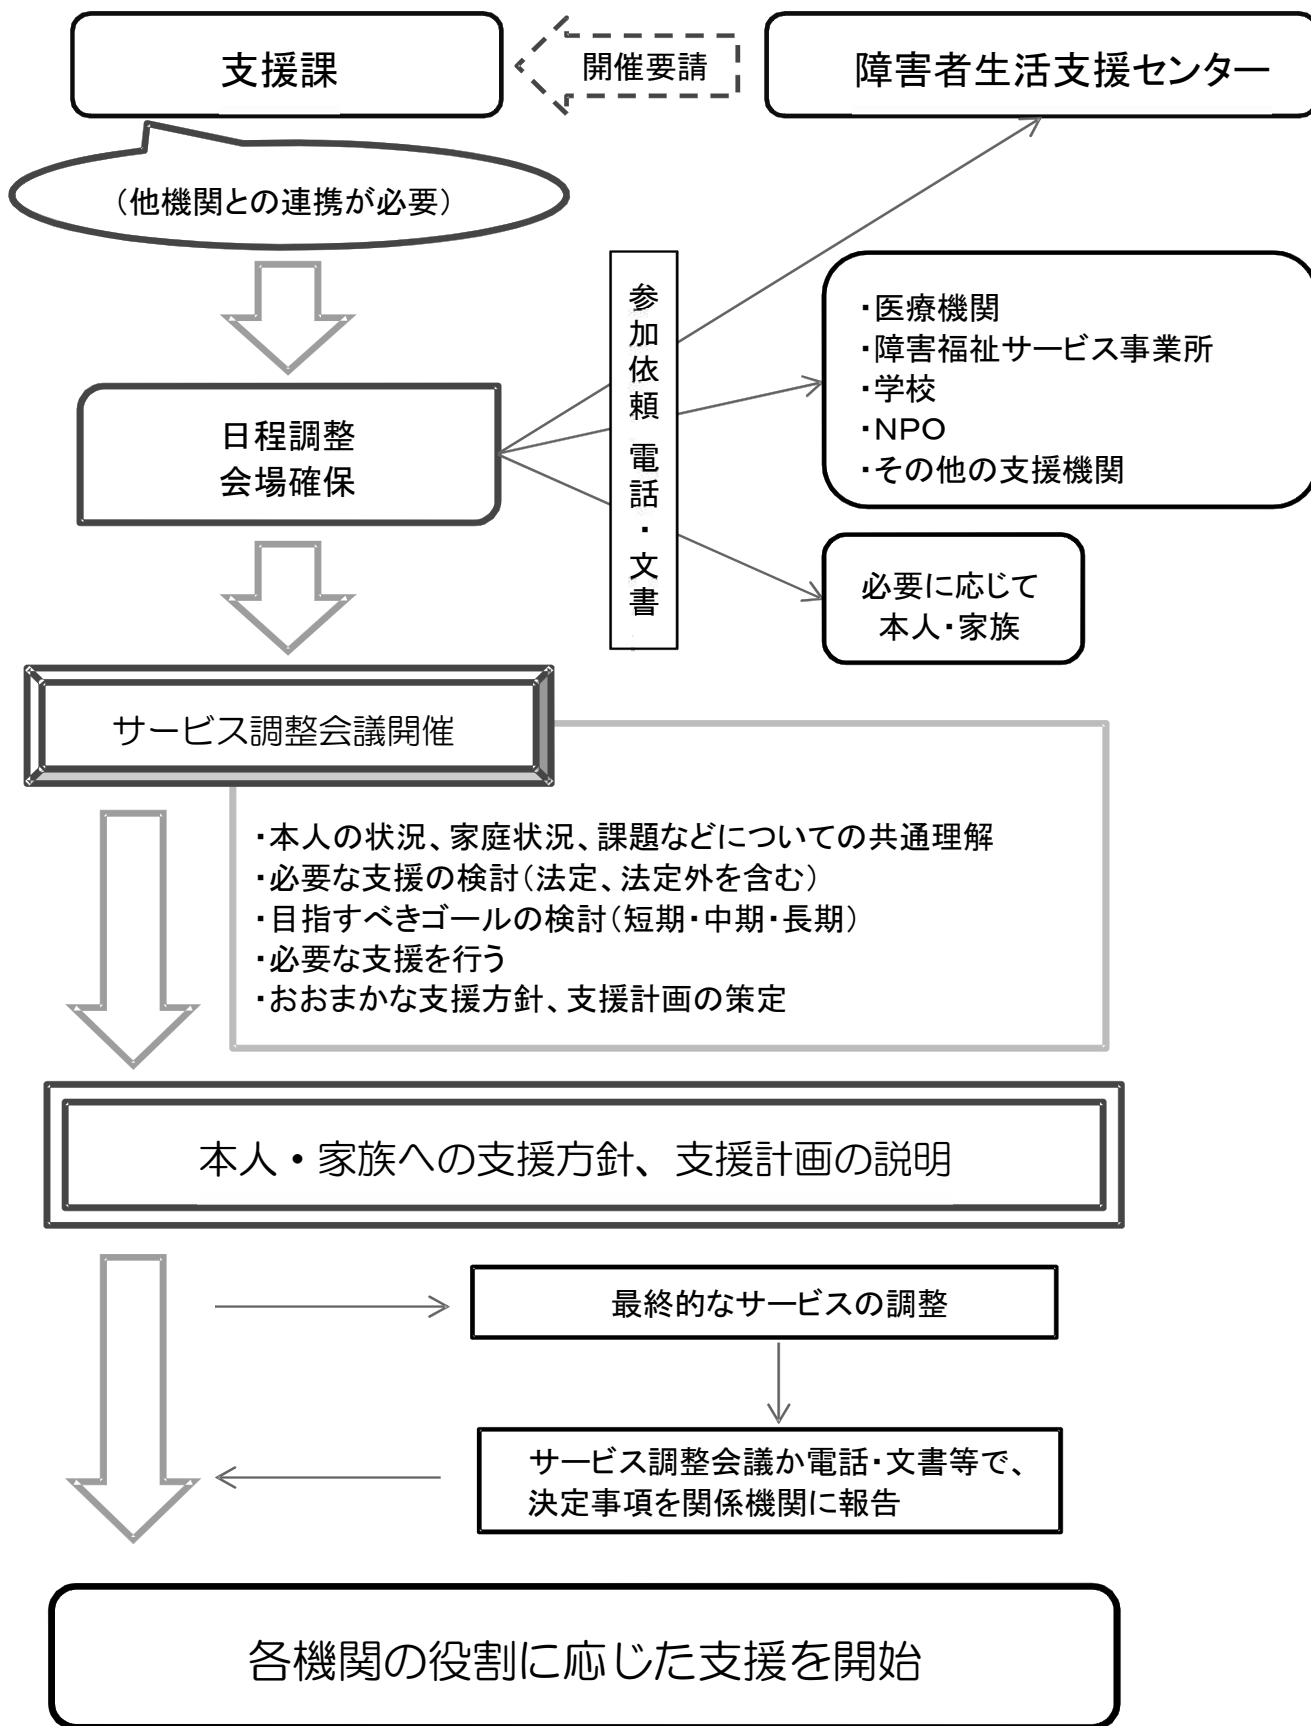 支援課
開催要請
障害者生活支援センター
（他機関との連携が必要）
参加依頼 電話・文書
・医療機関
・障害福祉サービス事業所
・学校
・NPO
・その他の支援機関
日程調整
会場確保
必要に応じて
本人・家族
サービス調整会議開催
・本人の状況、家庭状況、課題などについての共通理解
・必要な支援の検討（法定、法定外を含む）
・目指すべきゴールの検討（短期・中期・長期）
・必要な支援を行う
・おおまかな支援方針、支援計画の策定
本人・家族への支援方針、支援計画の説明
最終的なサービスの調整
サービス調整会議か電話・文書等で、
決定事項を関係機関に報告
各機関の役割に応じた支援を開始